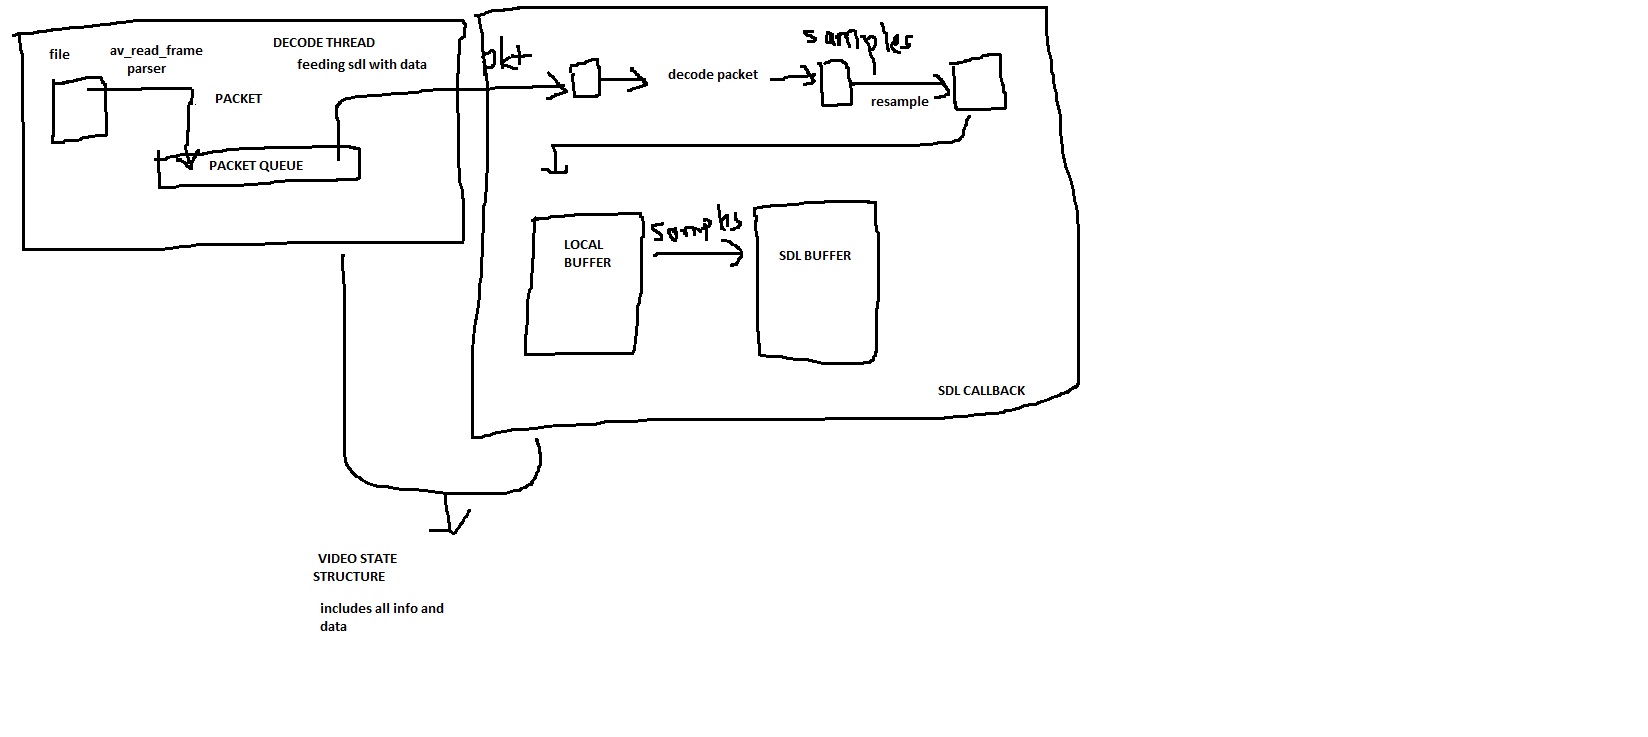 file
av_read_frame
parser
DECODE THREAD
feeding sdl with data
PACKET
PACKET QUEUE
pkt
decode packet
samples
resample
LOCAL
BUFFER
samples
SDL BUFFER
SDL CALLBACK
VIDEO STATE
STRUCTURE
includes all info and
data